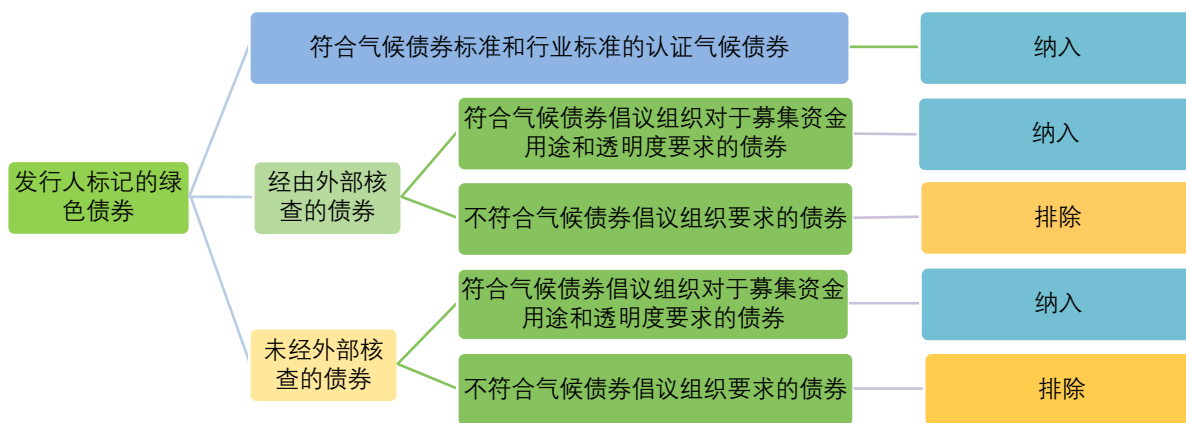 符合气候债券标准和行业标准的认证气候债券
纳入
符合气候债券倡议组织对于募集资金
用途和透明度要求的债券
纳入
发行人标记的绿
色债券
经由外部核
查的债券
不符合气候债券倡议组织要求的债券
排除
符合气候债券倡议组织对于募集资金
用途和透明度要求的债券
纳入
未经外部核
查的债券
不符合气候债券倡议组织要求的债券
排除